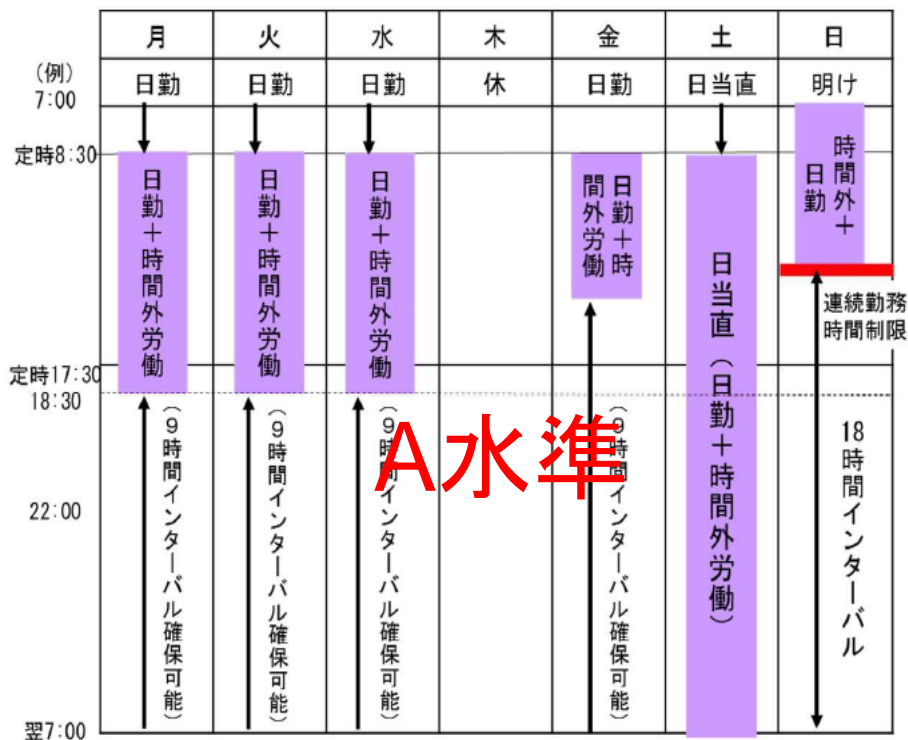 月 火 水 木 金 土 日
(例)
7:00
日勤 日勤 日勤 休 日勤 日当直 明け
定時8:30
日勤＋時間外労働
日勤＋時間外労働
日勤＋時間外労働
日勤＋時
間外労働
日当直（日勤＋時間外労働）
時間外＋
日勤
連続勤務
時間制限
定時17:30
18:30
22:00
翌7:00
（9時間インターバル確保可能）
（9時間インターバル確保可能）
（9時間インターバル確保可能）
（9時間インターバル確保可能）
18時間インターバル
A水準